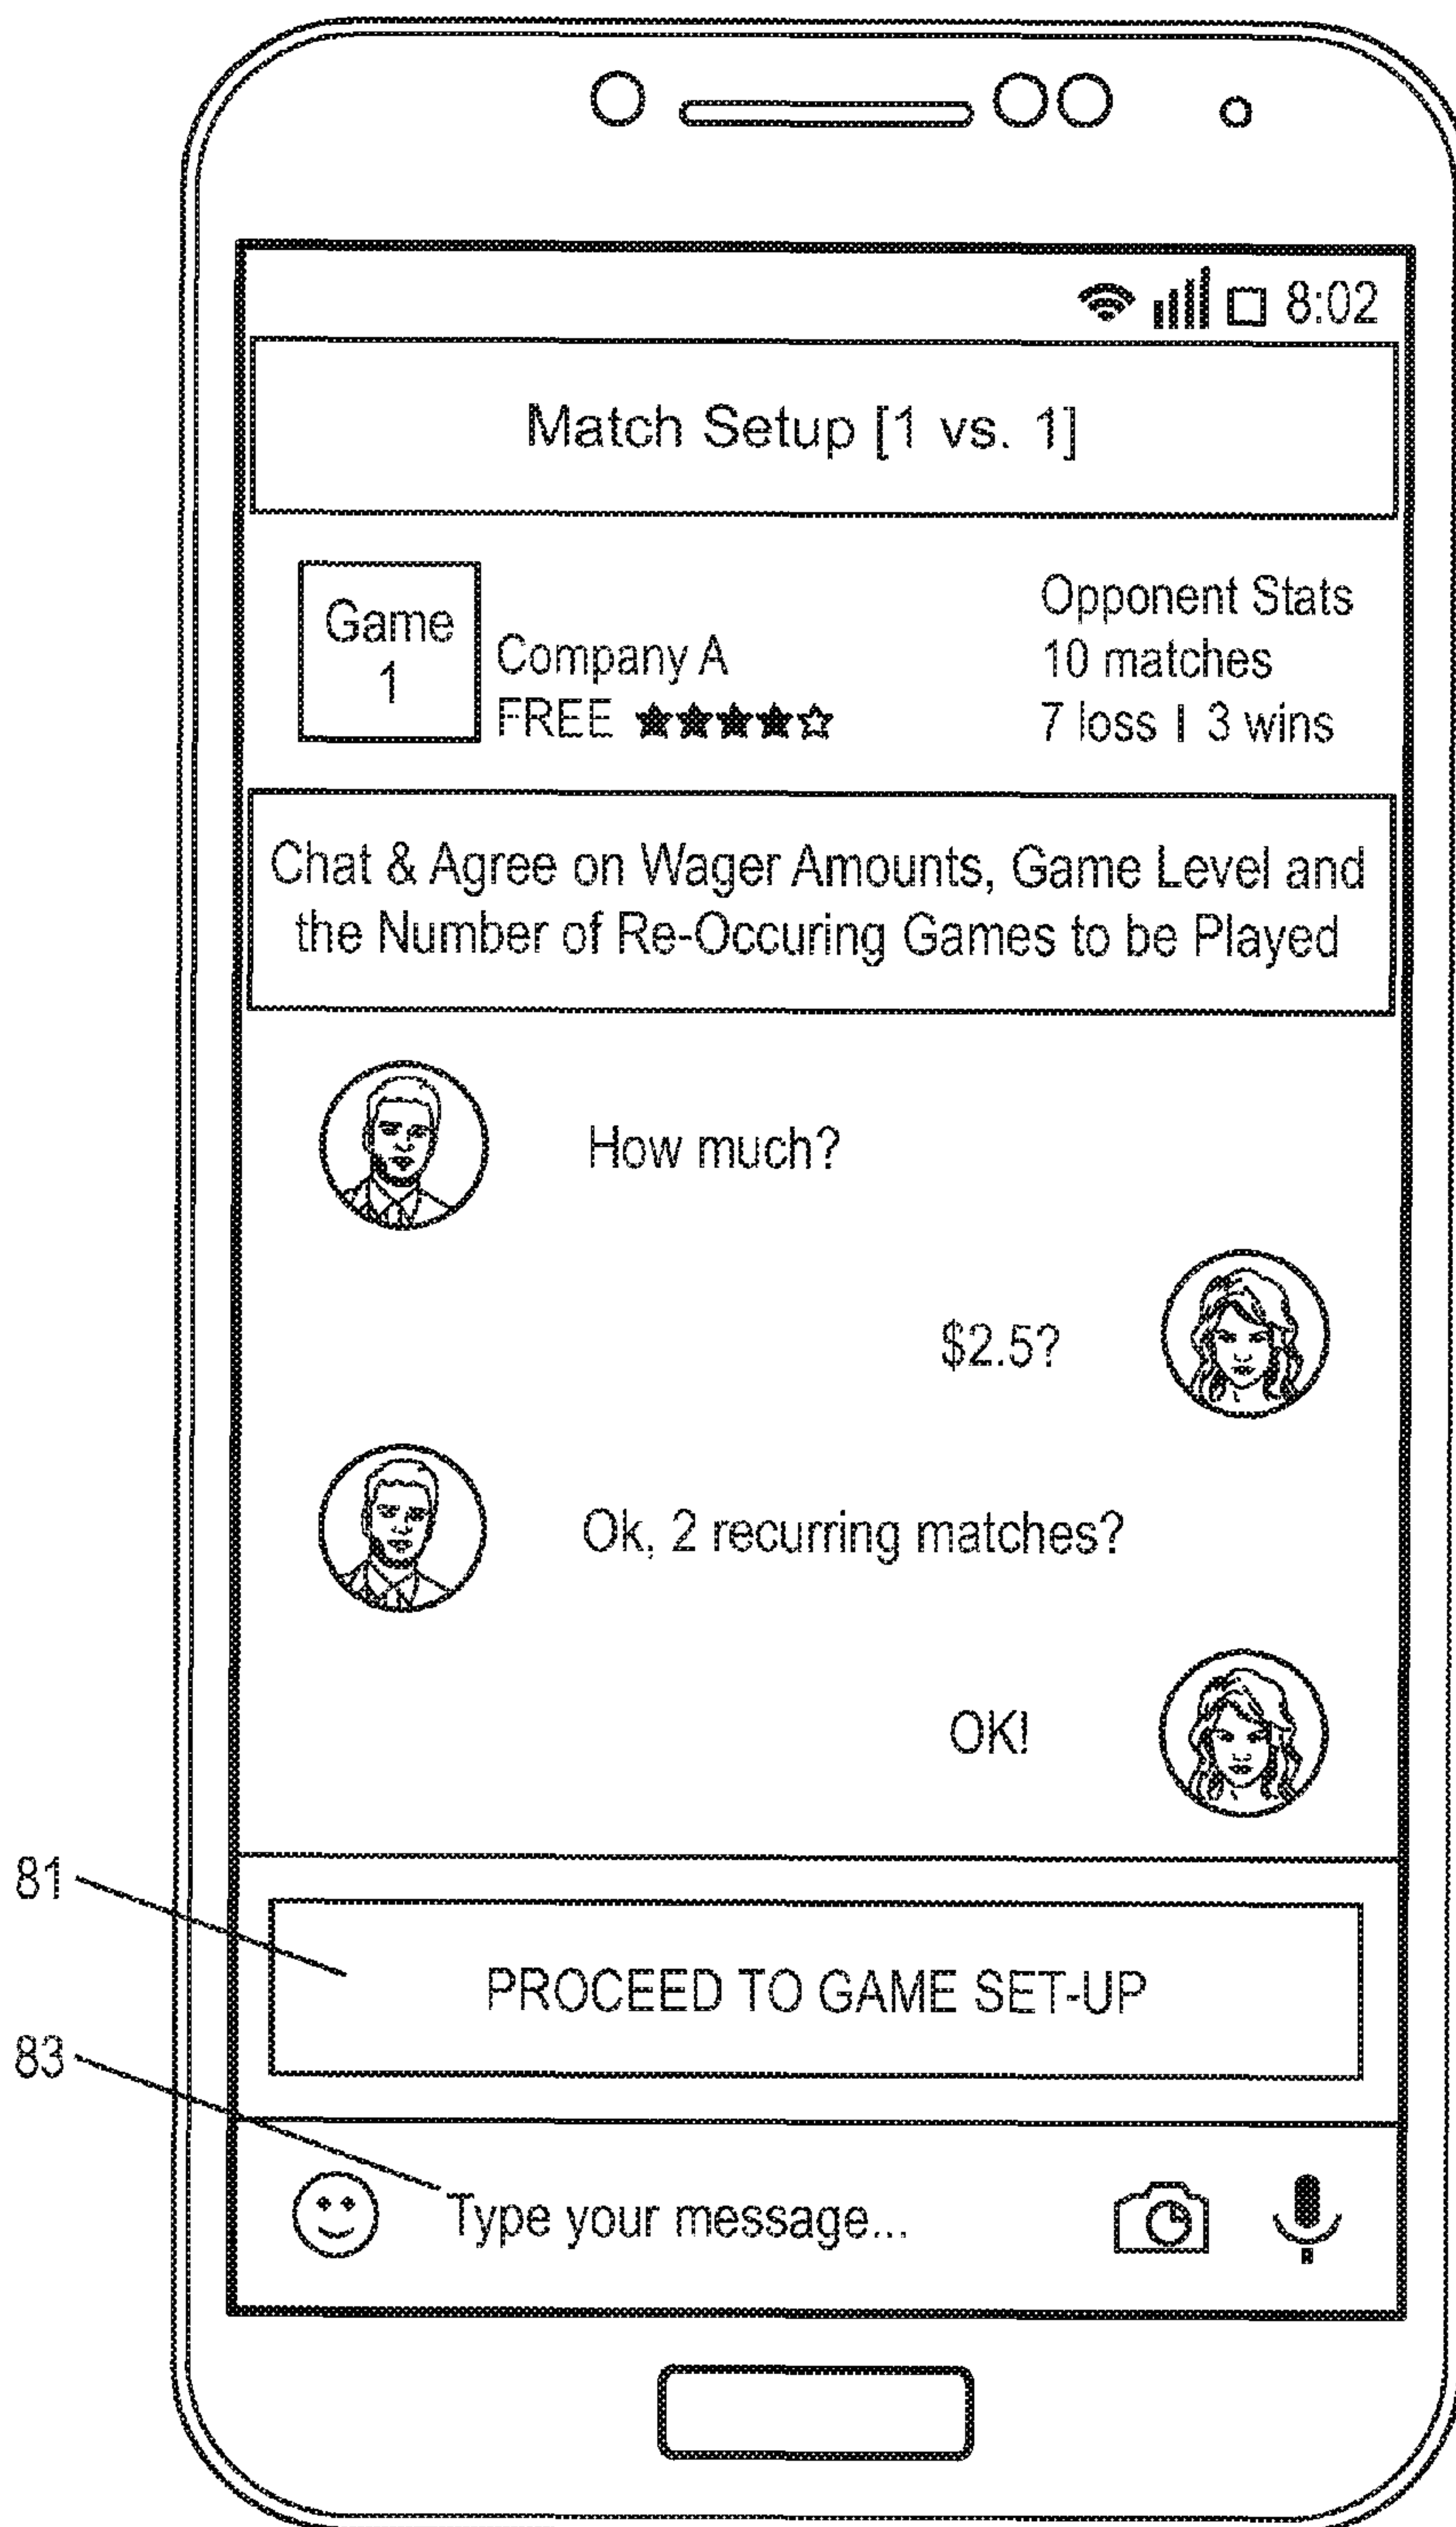 8:02
Match Setup [1 vs. 1]
Game
1
Company A
FREE
Opponent Stats
10 matches
7 loss | 3 wins
Chat & Agree on Wager Amounts, Game Level and
the Number of Re-Occuring Games to be Played
How much?
$2.5?
Ok, 2 recurring matches?
OK!
81
PROCEED TO GAME SET-UP
83
Type your message...